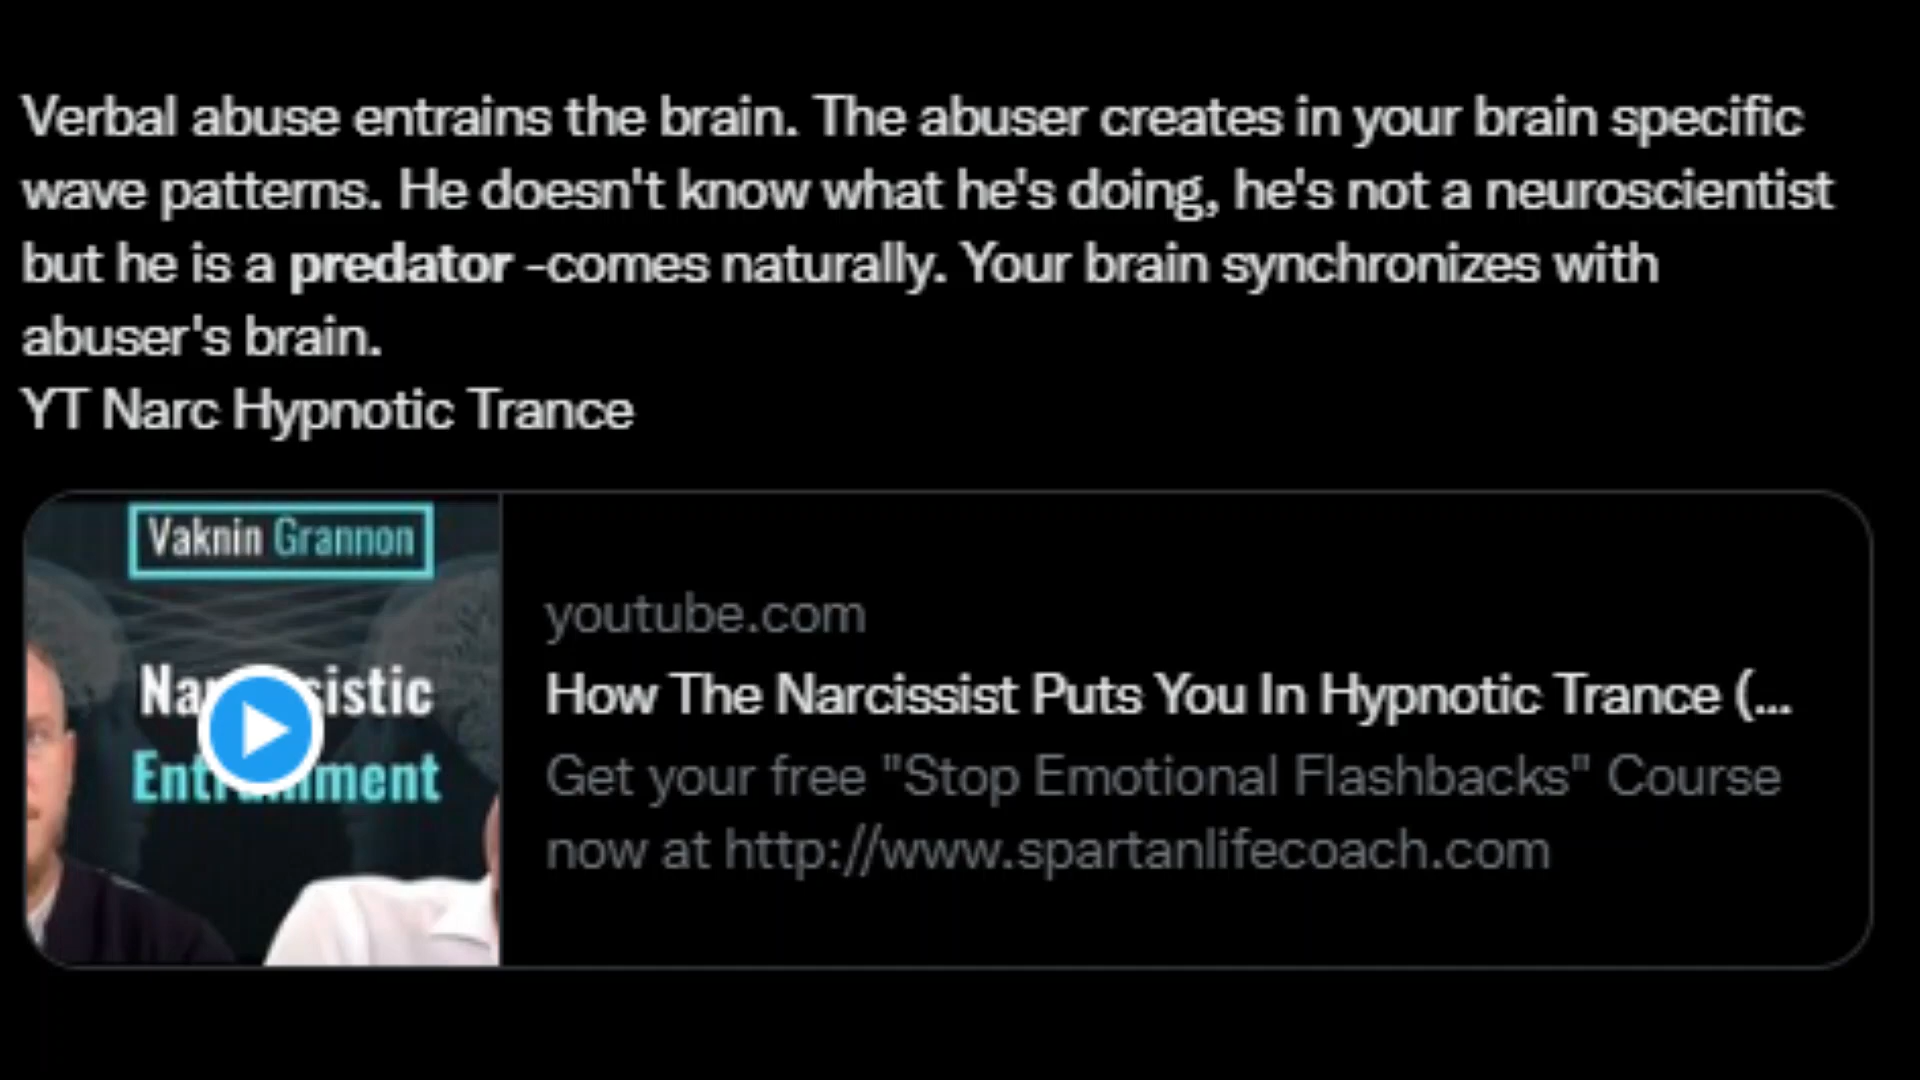 Verbal abuse entrains the brain. The abuser creates in your brain specific
wave patterns. He doesn't know what he's doing, he's not a neuroscientist
but he is a predator -comes naturally. Your brain synchronizes with
abuser's brain.
YT Narc Hypnotic Trance
Vaknin Grannon
youtube.com
How The Narcissist Puts You In Hypnotic Trance (...
Get your free "Stop Emotional Flashbacks" Course
now at http://www.spartanlifecoach.com